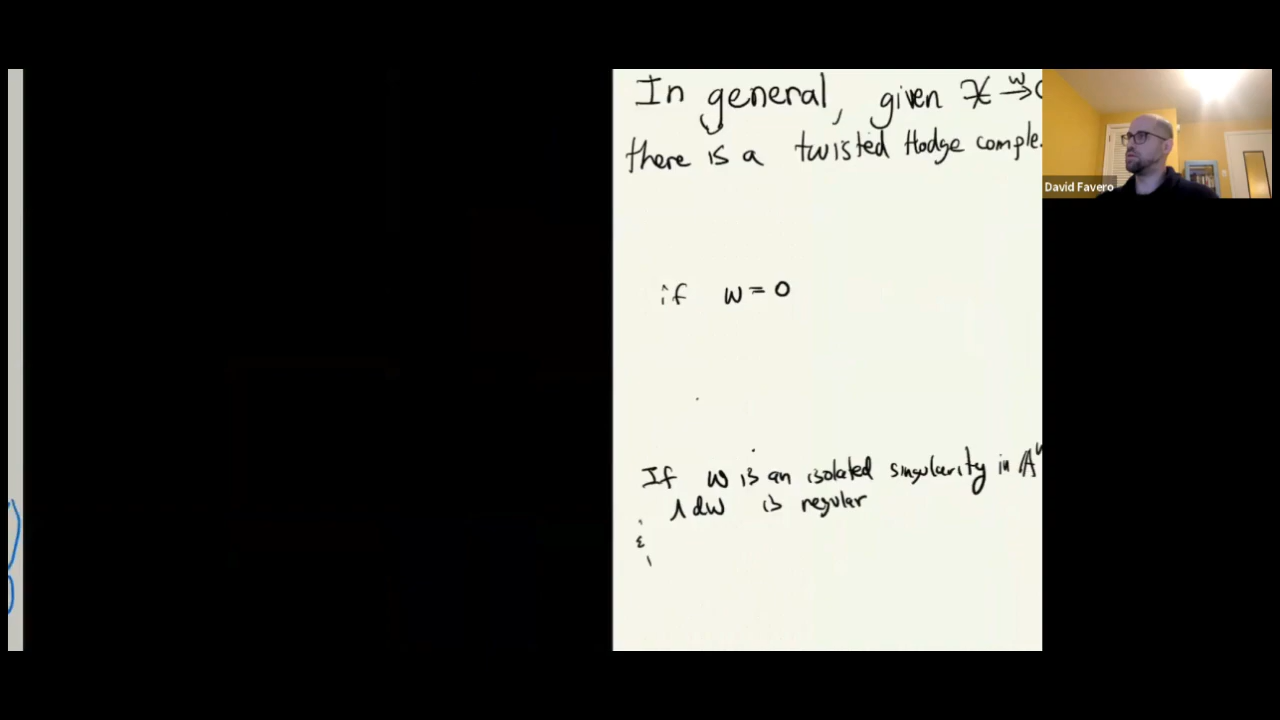 In general, given 𝒳 →ʷ
there is a twisted Hodge comple
if w = 0
If w is an isolated singularity in 𝔸ⁿ
∧dw is regular
David Favero